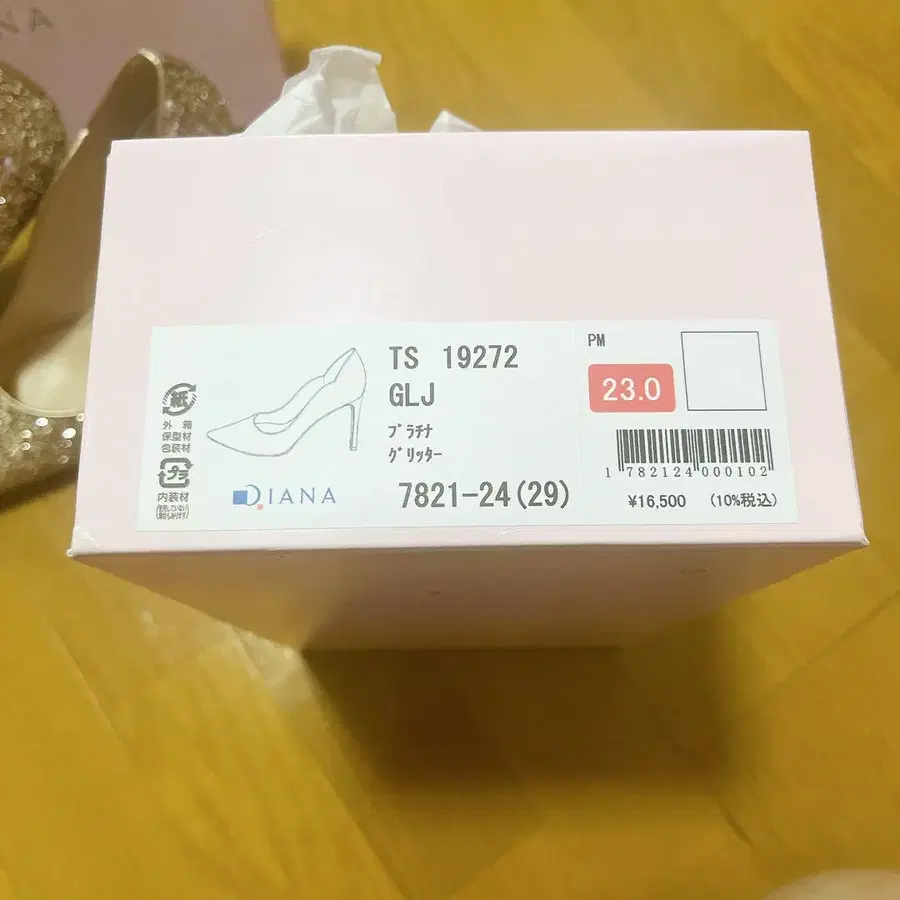 紙
外箱
保型材
包装材
プラ
内装材
DIANA
TS 19272
GLJ
プラチナ
グリッター
7821-24(29)
PM
23.0
1 782124 000102
¥16,500 (10%税込)